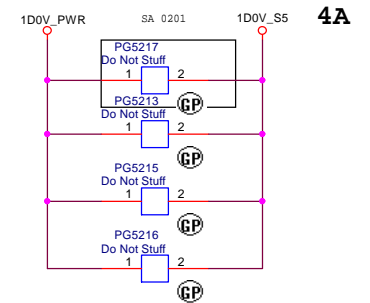 1D0V_PWR SA 0201 1D0V_S5 4A
PG5217
Do Not Stuff
1 2
GP
PG5213
Do Not Stuff
1 2
GP
PG5215
Do Not Stuff
1 2
GP
PG5216
Do Not Stuff
1 2
GP